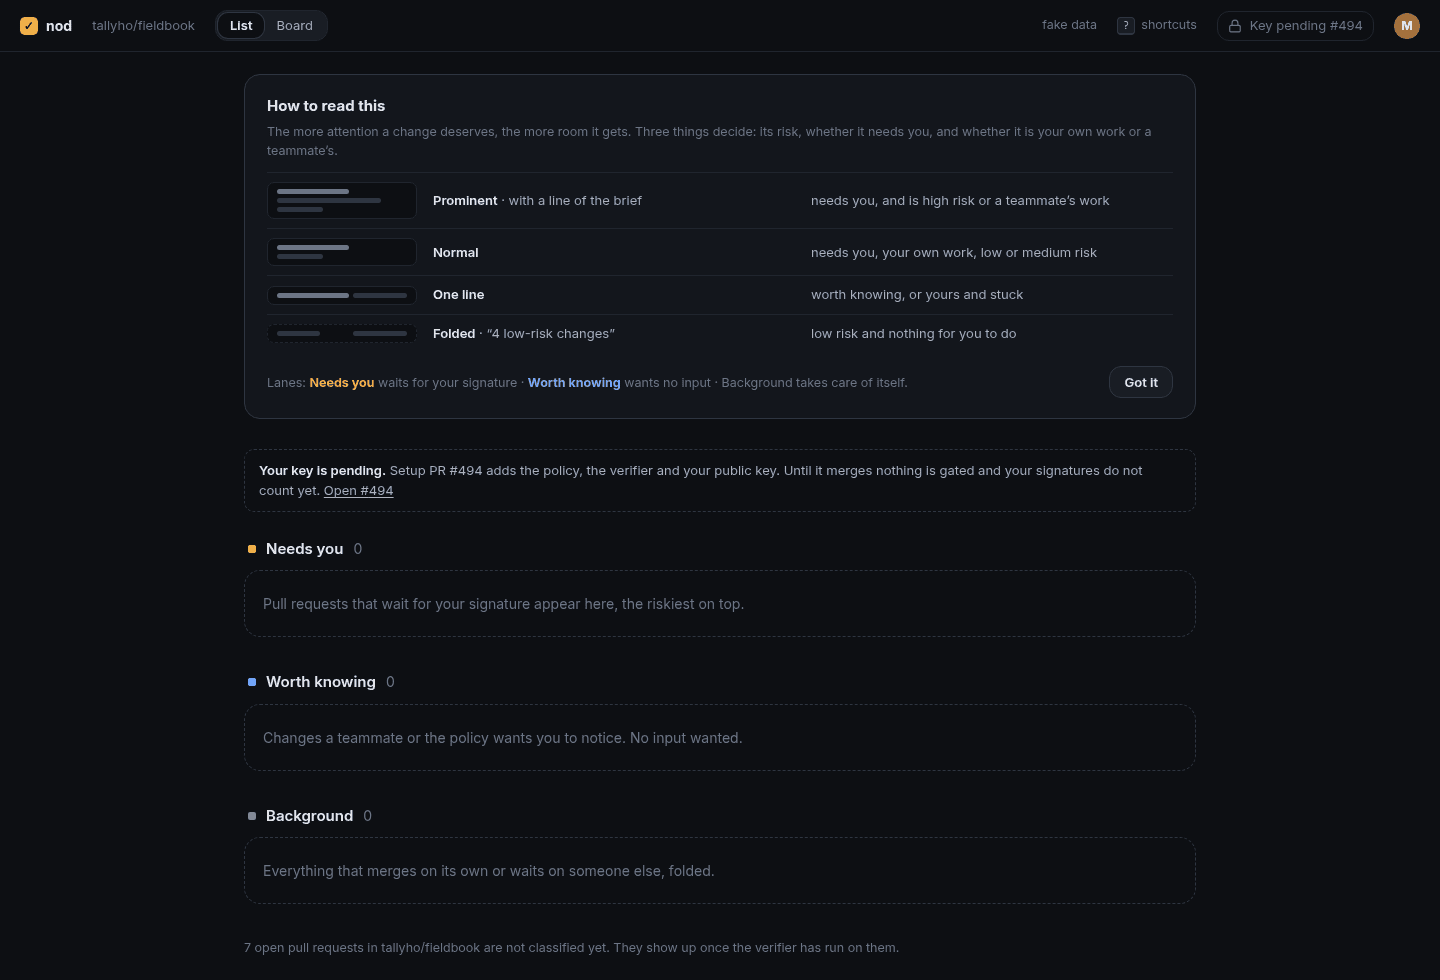 ✓ nod tallyho/fieldbook List Board fake data ? shortcuts Key pending #494 M
How to read this
The more attention a change deserves, the more room it gets. Three things decide: its risk, whether it needs you, and whether it is your own work or a
teammate’s.
Prominent · with a line of the brief needs you, and is high risk or a teammate’s work
Normal needs you, your own work, low or medium risk
One line worth knowing, or yours and stuck
Folded · “4 low-risk changes” low risk and nothing for you to do
Lanes: Needs you waits for your signature · Worth knowing wants no input · Background takes care of itself. Got it
Your key is pending. Setup PR #494 adds the policy, the verifier and your public key. Until it merges nothing is gated and your signatures do not
count yet. Open #494
Needs you 0
Pull requests that wait for your signature appear here, the riskiest on top.
Worth knowing 0
Changes a teammate or the policy wants you to notice. No input wanted.
Background 0
Everything that merges on its own or waits on someone else, folded.
7 open pull requests in tallyho/fieldbook are not classified yet. They show up once the verifier has run on them.